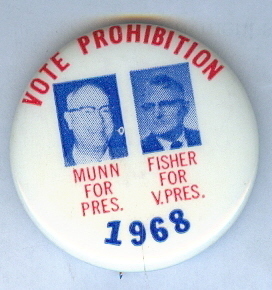 VOTE PROHIBITION
MUNN
FOR
PRES.
FISHER
FOR
V.PRES.
1968